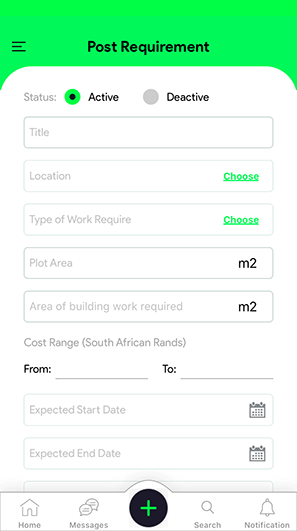 Post Requirement
Status: Active Deactive
Title
Location Choose
Type of Work Require Choose
Plot Area m2
Area of building work required m2
Cost Range (South African Rands)
From: To:
Expected Start Date
Expected End Date
Home Messages Search Notification